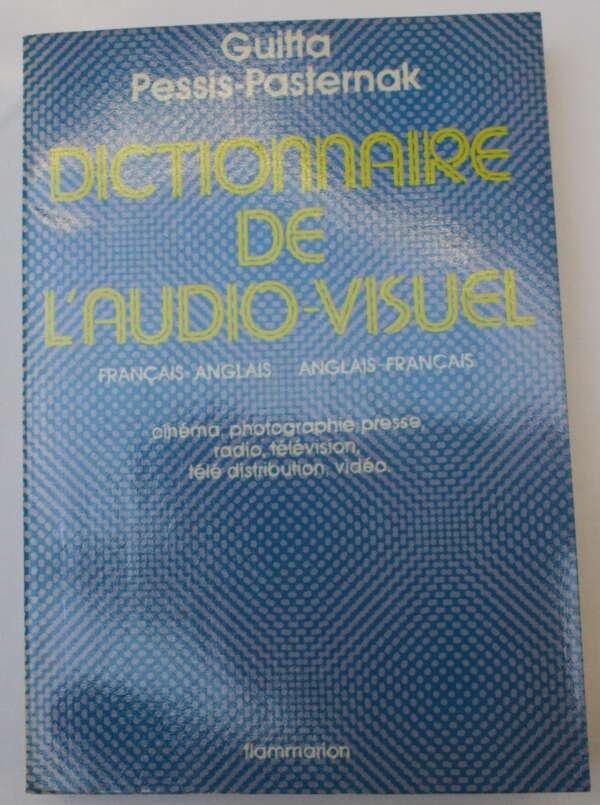 Guitta
Pessis-Pasternak
DICTIONNAIRE
DE
L'AUDIO-VISUEL
FRANÇAIS-ANGLAIS ANGLAIS-FRANÇAIS
cinéma, photographie, presse,
radio, télévision,
télé distribution, vidéo.
flammarion